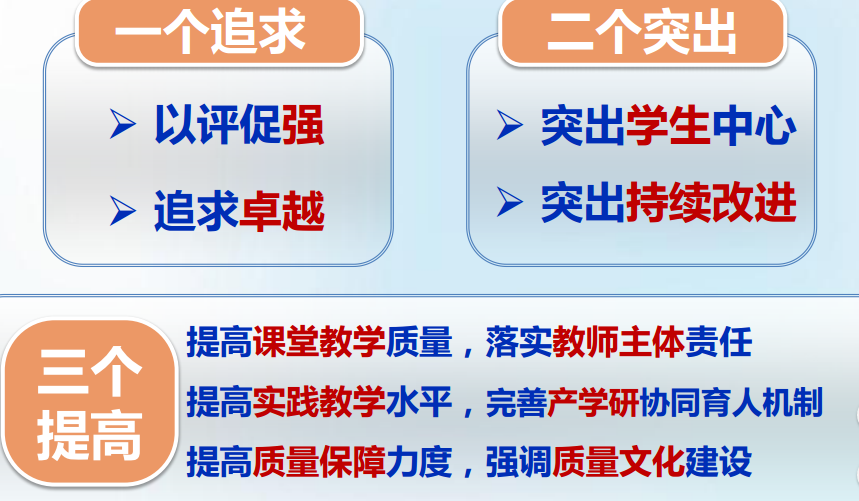 一个追求
以评促强
追求卓越
二个突出
突出学生中心
突出持续改进
三个
提高
提高课堂教学质量，落实教师主体责任
提高实践教学水平，完善产学研协同育人机制
提高质量保障力度，强调质量文化建设